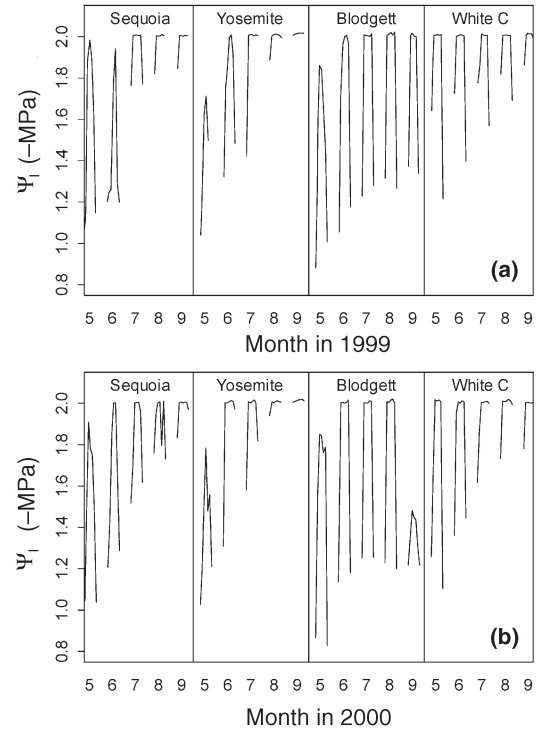 Sequoia Yosemite Blodgett White C
Ψl (−MPa)
2.0
1.8
1.6
1.4
1.2
1.0
0.8
(a)
5 6 7 8 9 5 6 7 8 9 5 6 7 8 9 5 6 7 8 9
Month in 1999
Sequoia Yosemite Blodgett White C
Ψl (−MPa)
2.0
1.8
1.6
1.4
1.2
1.0
0.8
(b)
5 6 7 8 9 5 6 7 8 9 5 6 7 8 9 5 6 7 8 9
Month in 2000